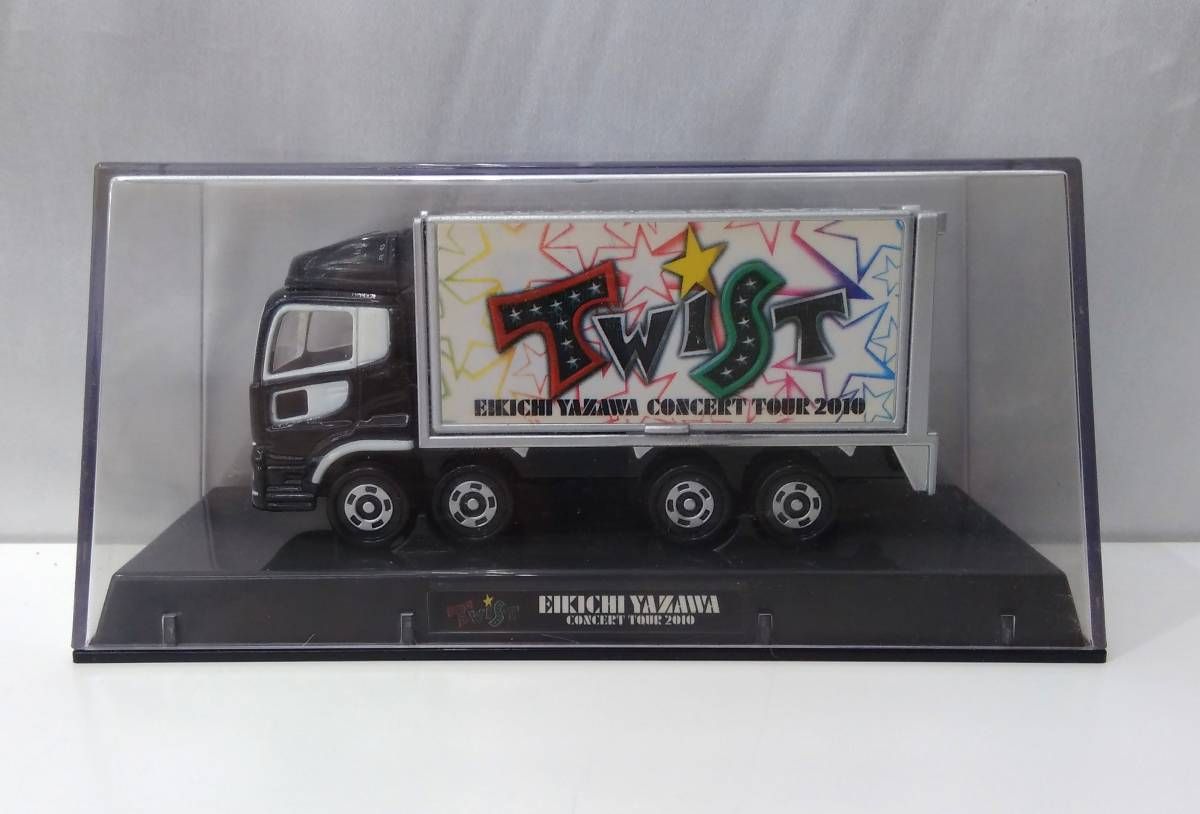 TWiST
EIKICHI YAZAWA CONCERT TOUR 2010
TWiST
EIKICHI YAZAWA
CONCERT TOUR 2010